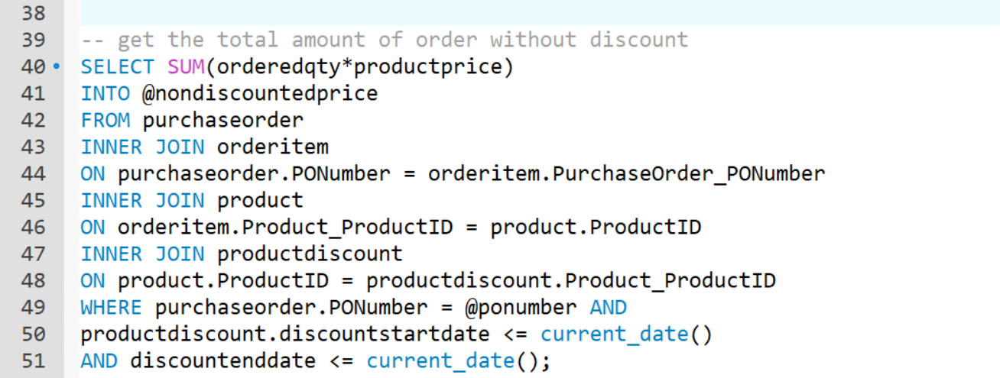 38
39 -- get the total amount of order without discount
40 SELECT SUM(orderedqty*productprice)
41 INTO @nondiscountedprice
42 FROM purchaseorder
43 INNER JOIN orderitem
44 ON purchaseorder.PONumber = orderitem.PurchaseOrder_PONumber
45 INNER JOIN product
46 ON orderitem.Product_ProductID = product.ProductID
47 INNER JOIN productdiscount
48 ON product.ProductID = productdiscount.Product_ProductID
49 WHERE purchaseorder.PONumber = @ponumber AND
50 productdiscount.discountstartdate <= current_date()
51 AND discountenddate <= current_date();